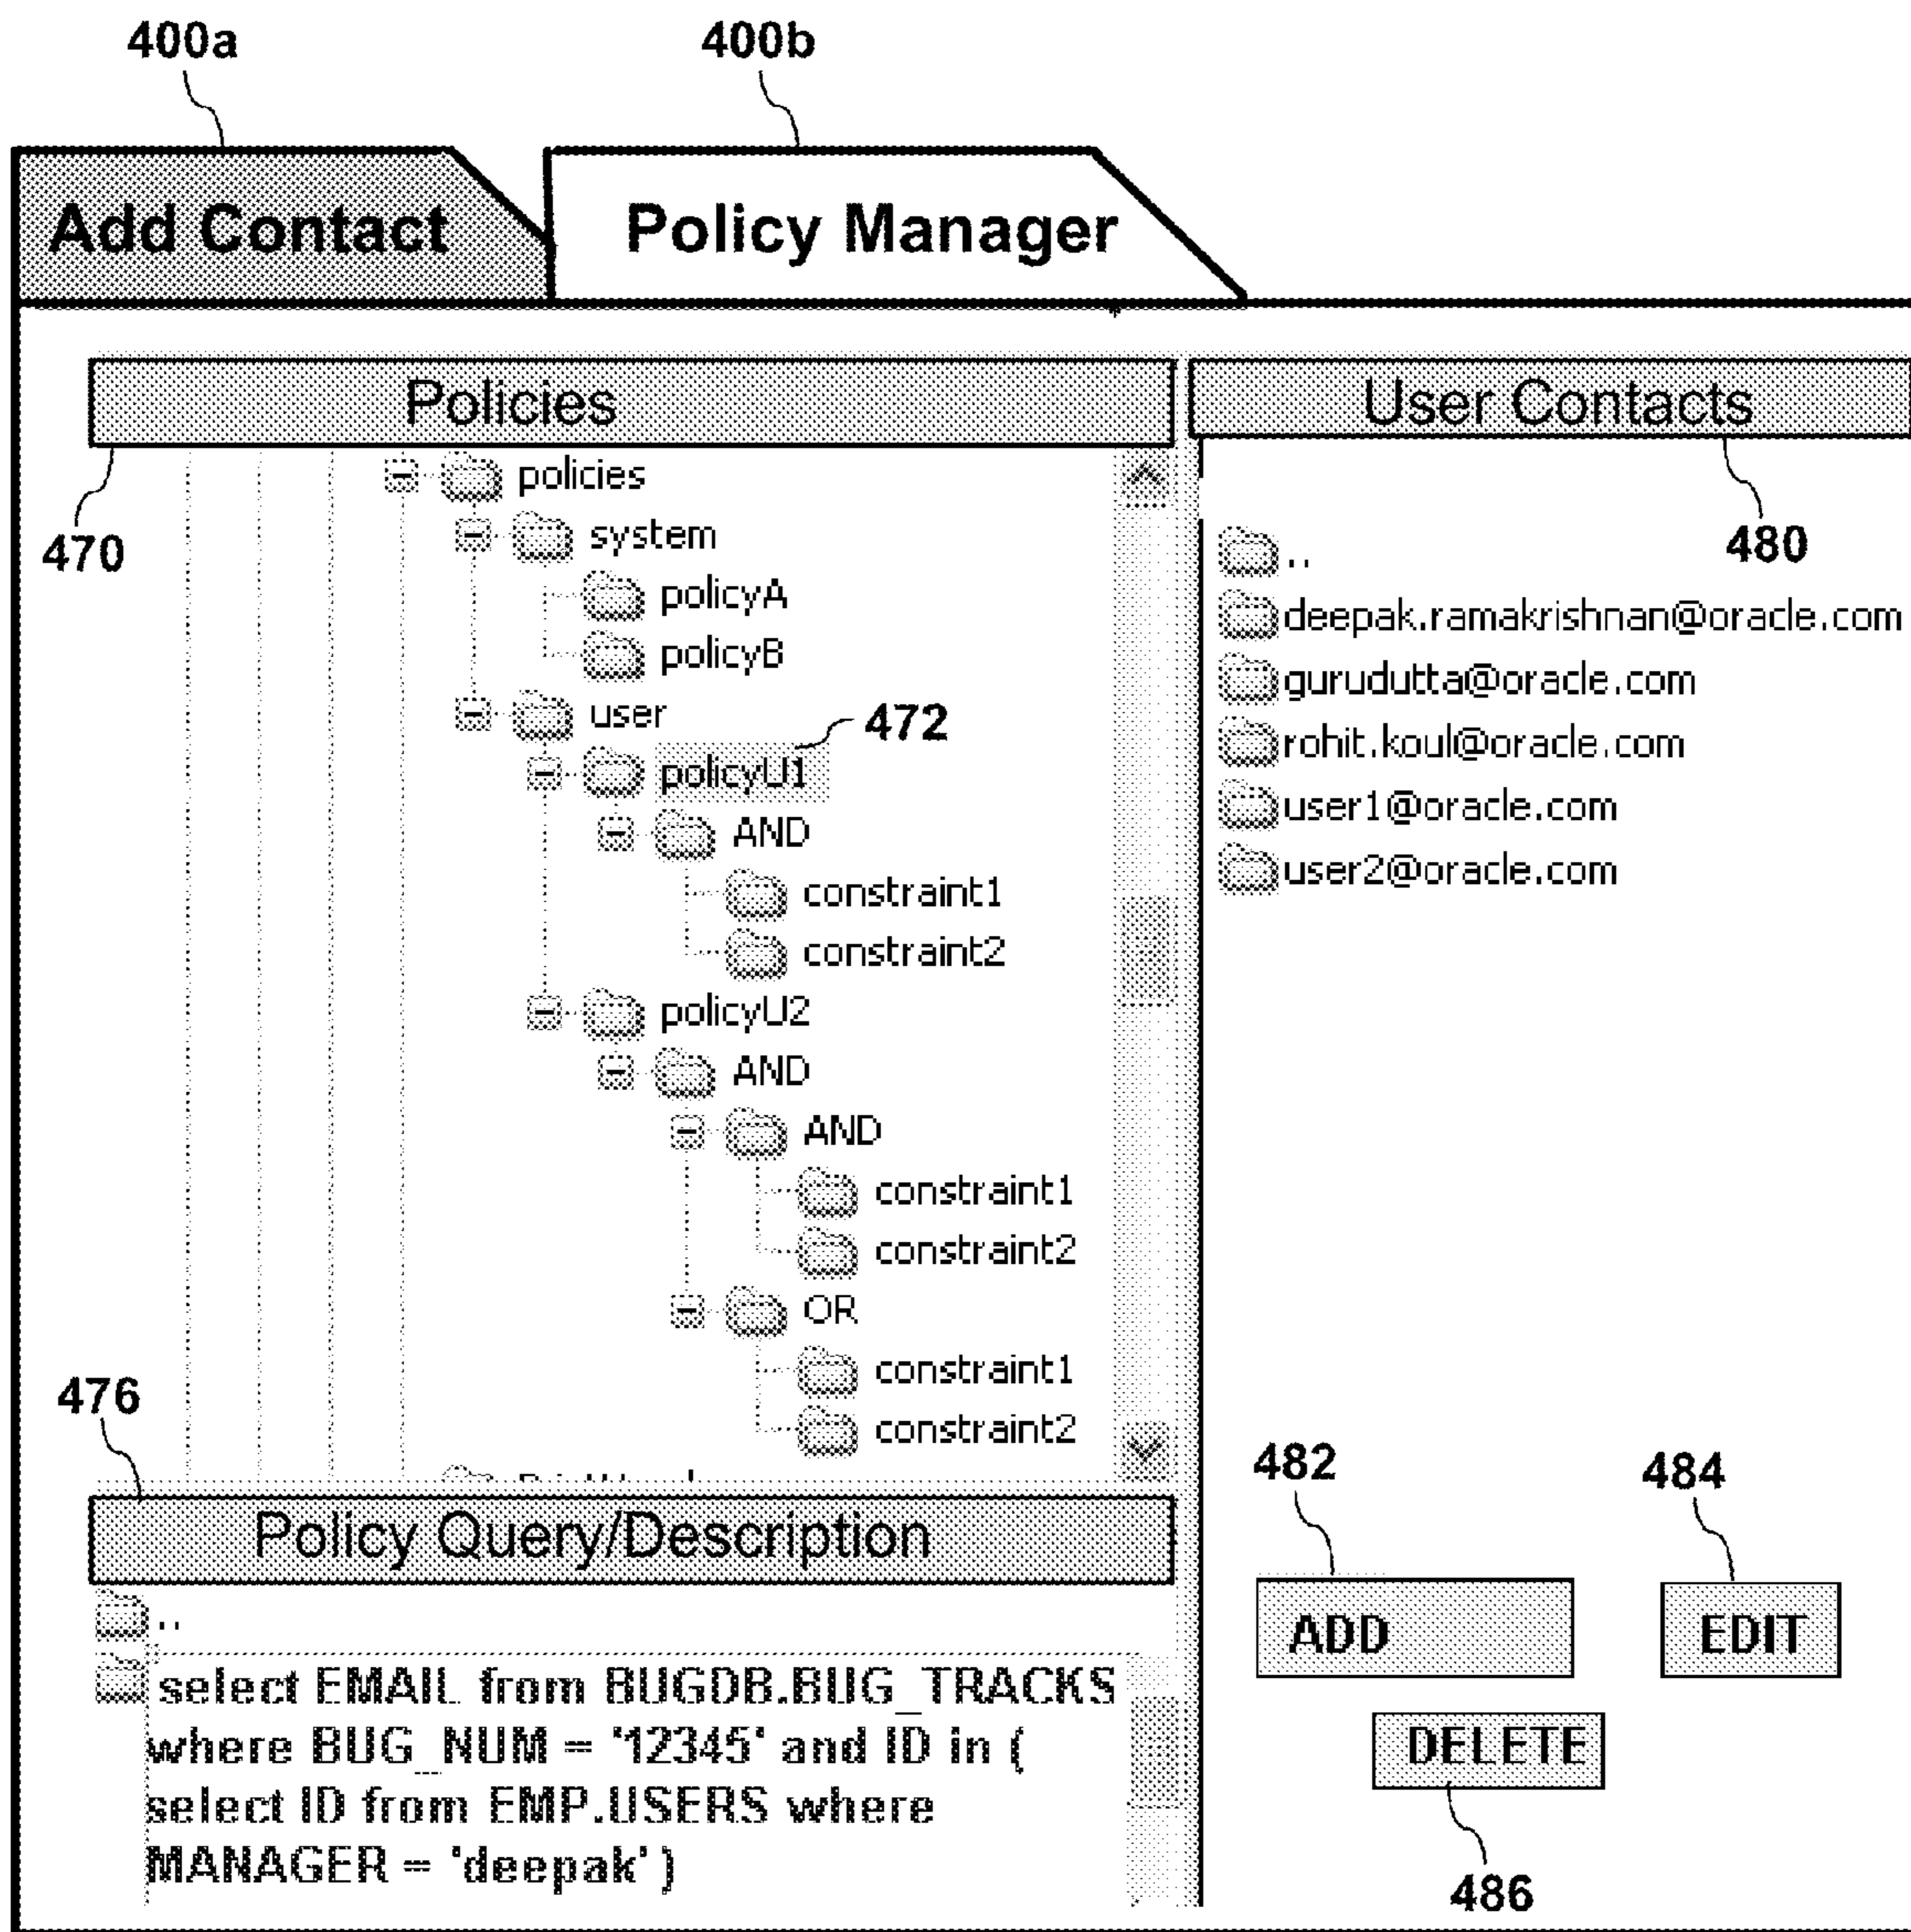 400a
400b
Add Contact
Policy Manager
Policies
User Contacts
470
480
policies
system
policyA
policyB
user
policyU1
472
AND
constraint1
constraint2
policyU2
AND
AND
constraint1
constraint2
OR
constraint1
constraint2
..
deepak.ramakrishnan@oracle.com
gurudutta@oracle.com
rohit.koul@oracle.com
user1@oracle.com
user2@oracle.com
476
Policy Query/Description
..
select EMAIL from BUGDB.BUG_TRACKS
where BUG_NUM = '12345' and ID in (
select ID from EMP.USERS where
MANAGER = 'deepak')
482
484
ADD
EDIT
DELETE
486